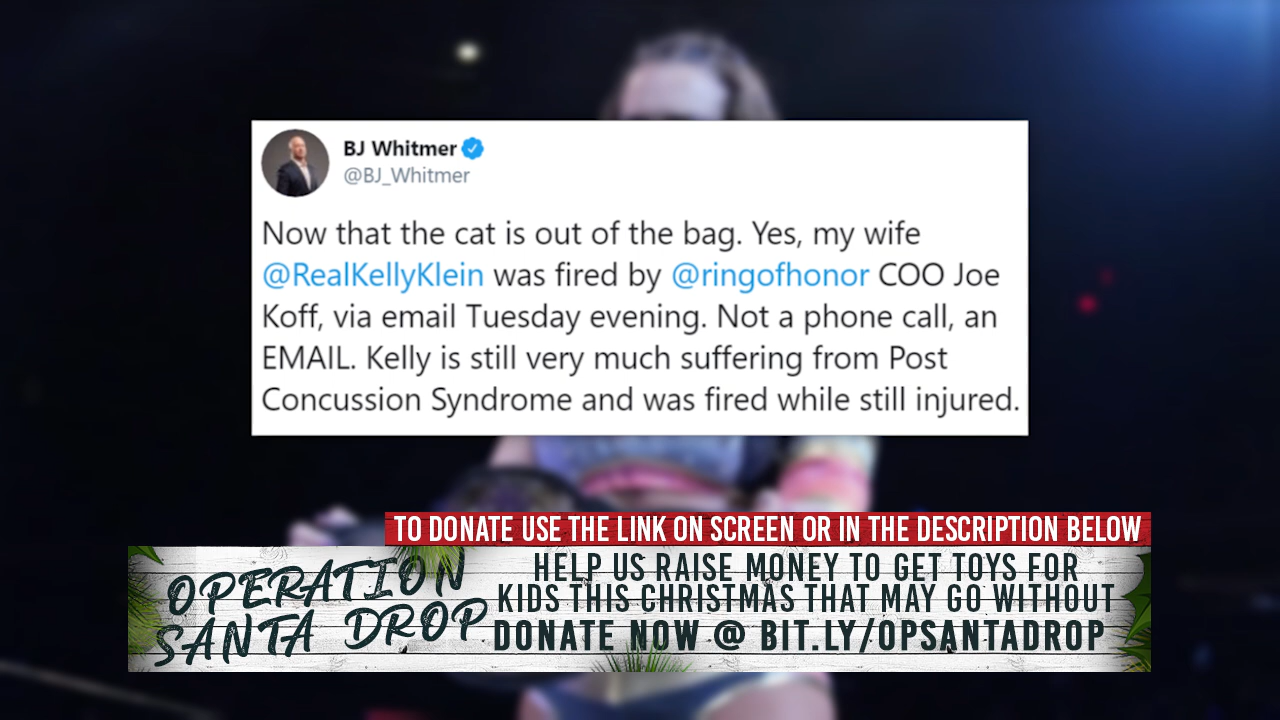 BJ Whitmer
@BJ_Whitmer
Now that the cat is out of the bag. Yes, my wife
@RealKellyKlein was fired by @ringofhonor COO Joe
Koff, via email Tuesday evening. Not a phone call, an
EMAIL. Kelly is still very much suffering from Post
Concussion Syndrome and was fired while still injured.
TO DONATE USE THE LINK ON SCREEN OR IN THE DESCRIPTION BELOW
OPERATION
SANTA DROP
HELP US RAISE MONEY TO GET TOYS FOR
KIDS THIS CHRISTMAS THAT MAY GO WITHOUT
DONATE NOW @ BIT.LY/OPSANTADROP